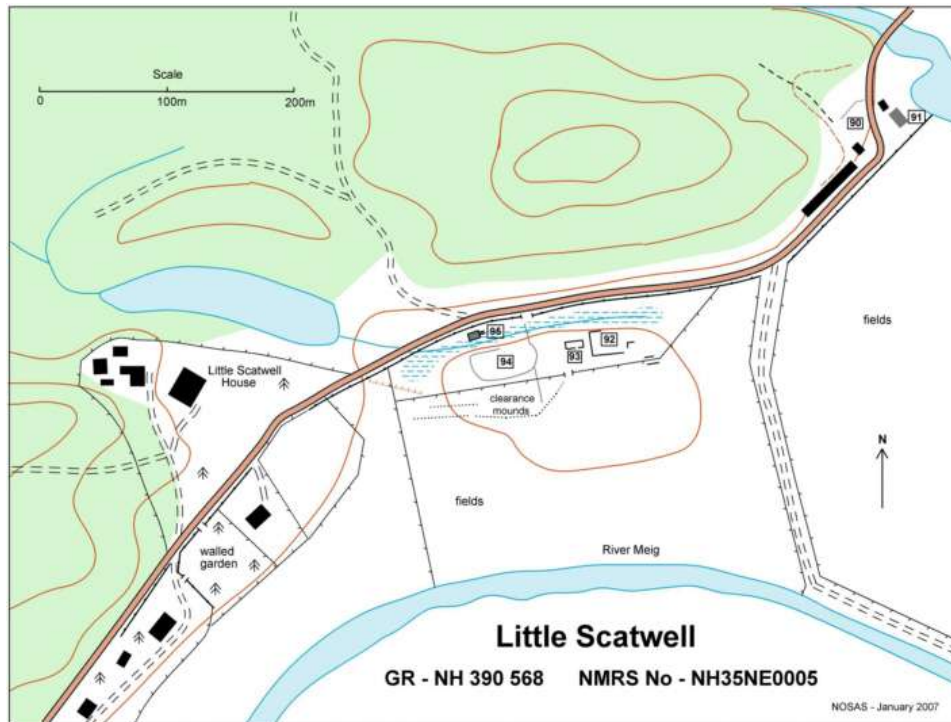 Scale
0 100m 200m
90
91
95
92
93
94
Little Scatwell
House
clearance
mounds
fields
N
fields
walled
garden
River Meig
Little Scatwell
GR - NH 390 568 NMRS No - NH35NE0005
NOSAS - January 2007